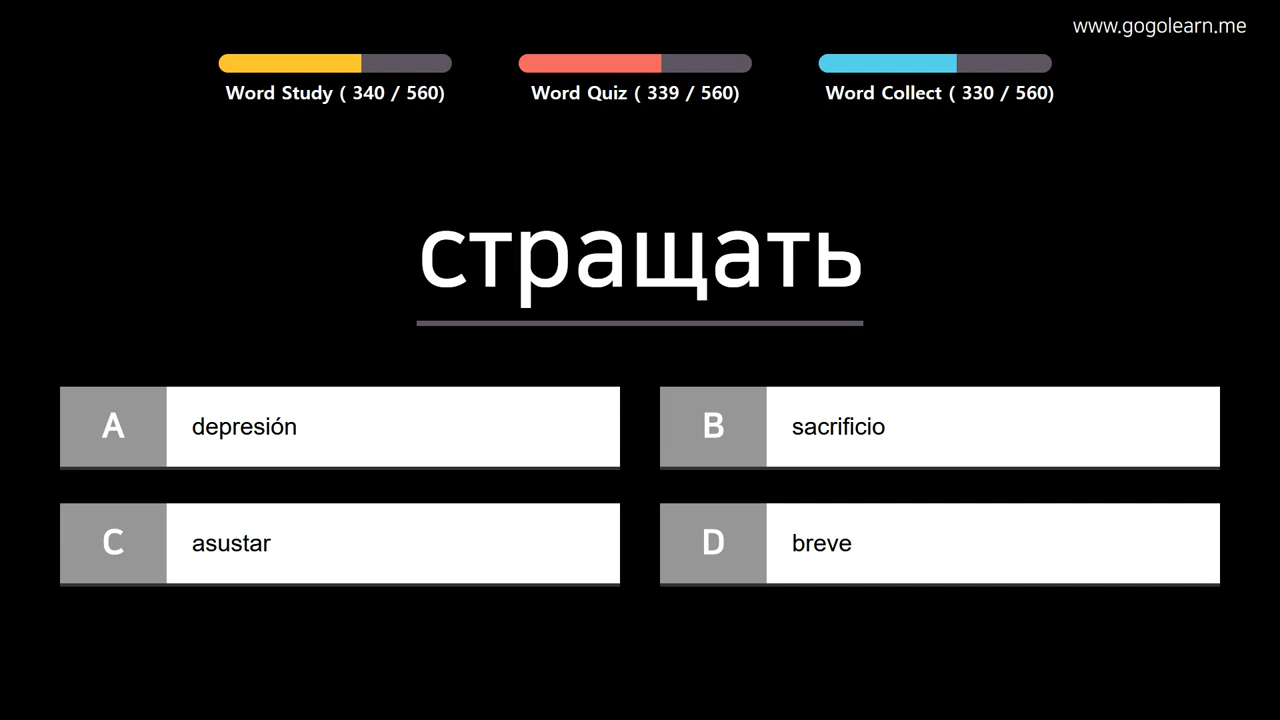 www.gogolearn.me
Word Study ( 340 / 560)
Word Quiz ( 339 / 560)
Word Collect ( 330 / 560)
стращать
A
depresión
B
sacrificio
C
asustar
D
breve